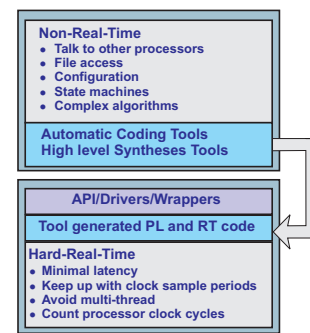 Non-Real-Time
• Talk to other processors
• File access
• Configuration
• State machines
• Complex algorithms
Automatic Coding Tools
High level Syntheses Tools
API/Drivers/Wrappers
Tool generated PL and RT code
Hard-Real-Time
• Minimal latency
• Keep up with clock sample periods
• Avoid multi-thread
• Count processor clock cycles